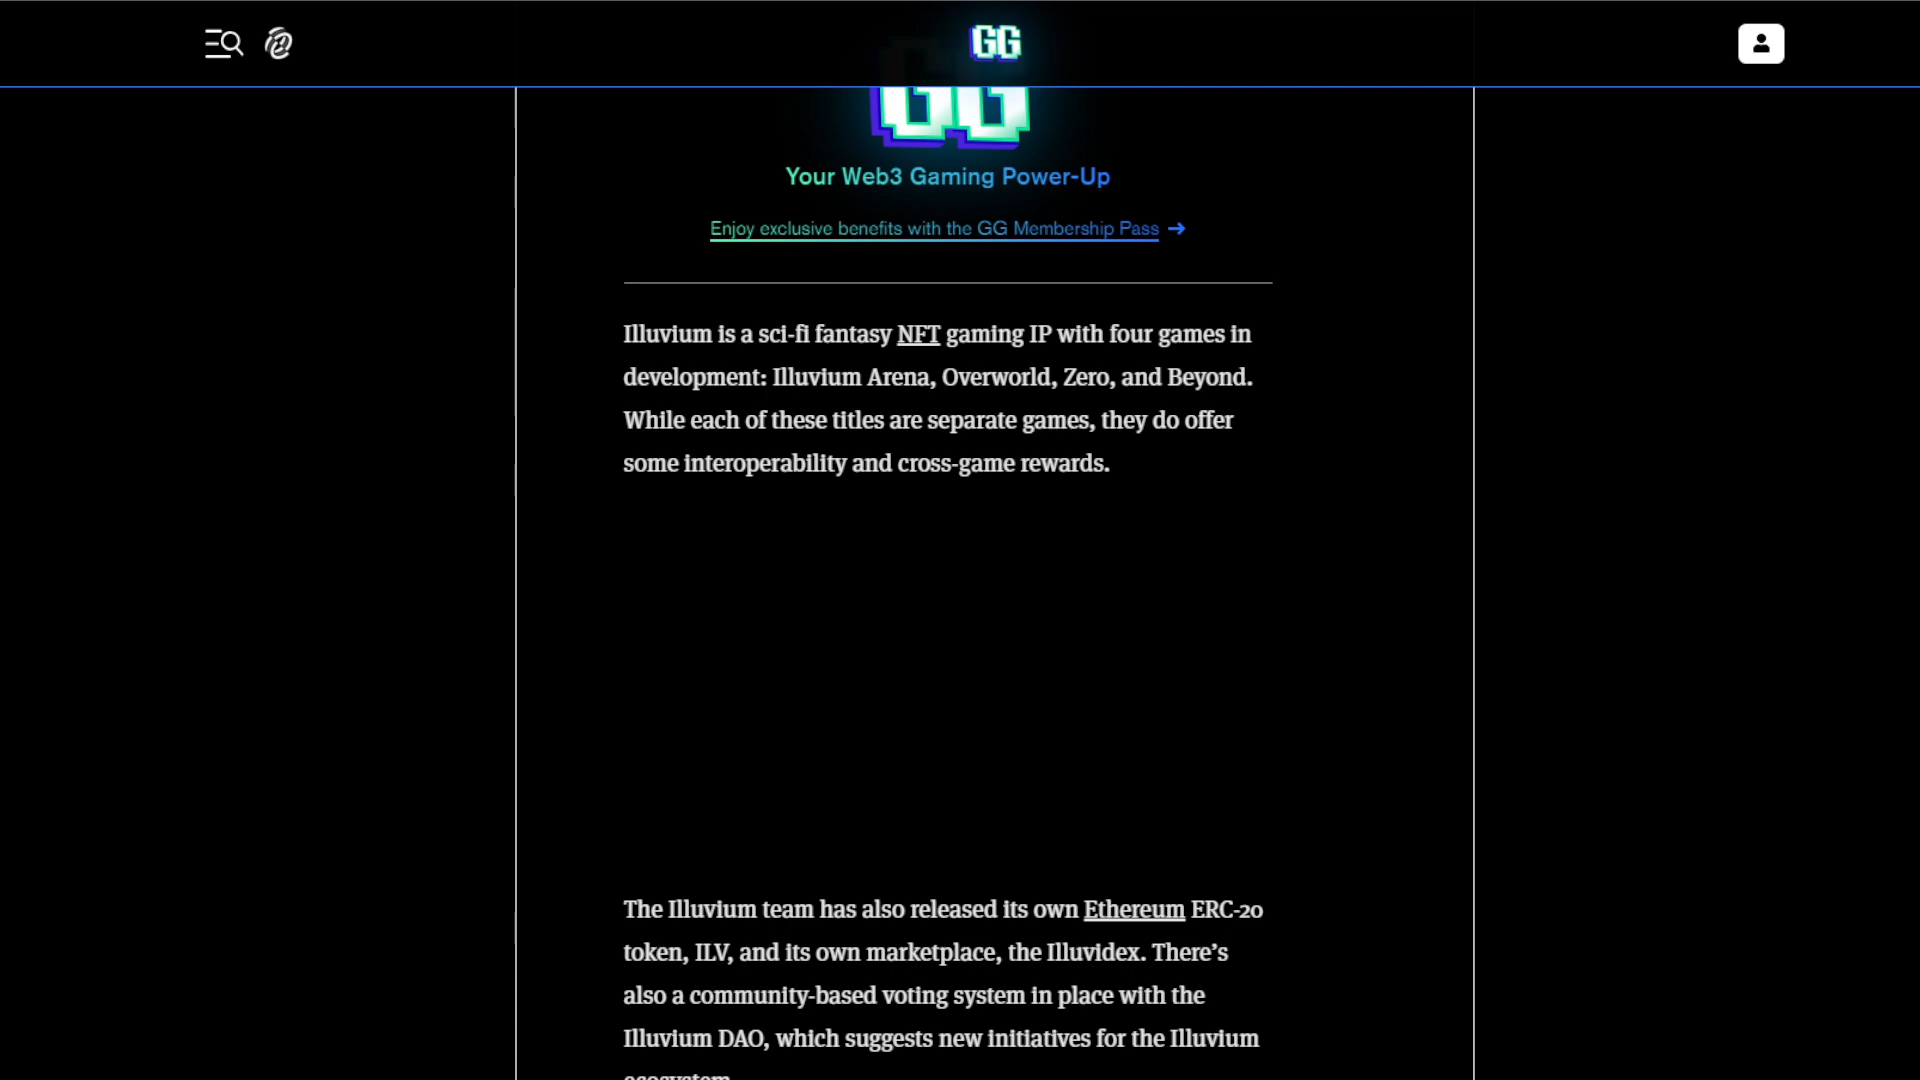 GG
GG
Your Web3 Gaming Power-Up
Enjoy exclusive benefits with the GG Membership Pass →
Illuvium is a sci-fi fantasy NFT gaming IP with four games in
development: Illuvium Arena, Overworld, Zero, and Beyond.
While each of these titles are separate games, they do offer
some interoperability and cross-game rewards.
The Illuvium team has also released its own Ethereum ERC-20
token, ILV, and its own marketplace, the Illuvidex. There’s
also a community-based voting system in place with the
Illuvium DAO, which suggests new initiatives for the Illuvium
ecosystem.